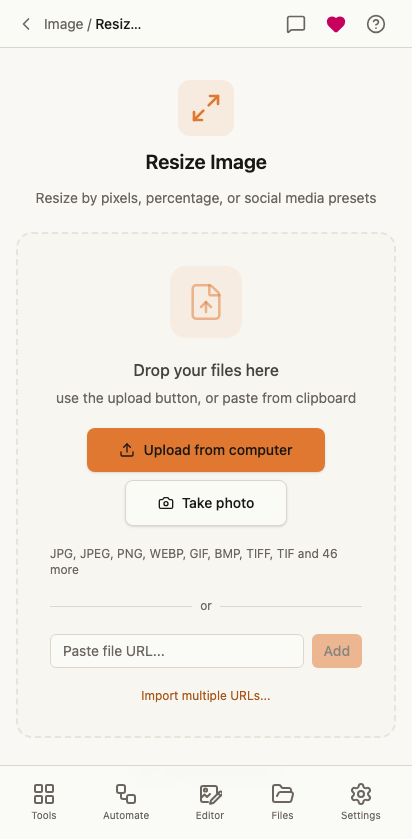 Image / Resiz...
Resize Image
Resize by pixels, percentage, or social media presets
Drop your files here
use the upload button, or paste from clipboard
Upload from computer
Take photo
JPG, JPEG, PNG, WEBP, GIF, BMP, TIFF, TIF and 46
more
or
Paste file URL...
Add
Import multiple URLs...
Tools
Automate
Editor
Files
Settings